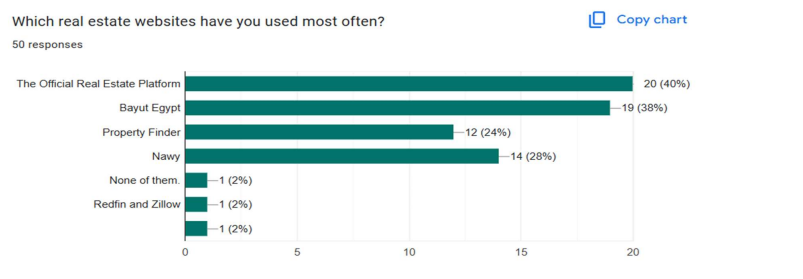 Which real estate websites have you used most often?
Copy chart
50 responses
The Official Real Estate Platform 20 (40%)
Bayut Egypt 19 (38%)
Property Finder 12 (24%)
Nawy 14 (28%)
None of them. 1 (2%)
Redfin and Zillow 1 (2%)
1 (2%)
0 5 10 15 20